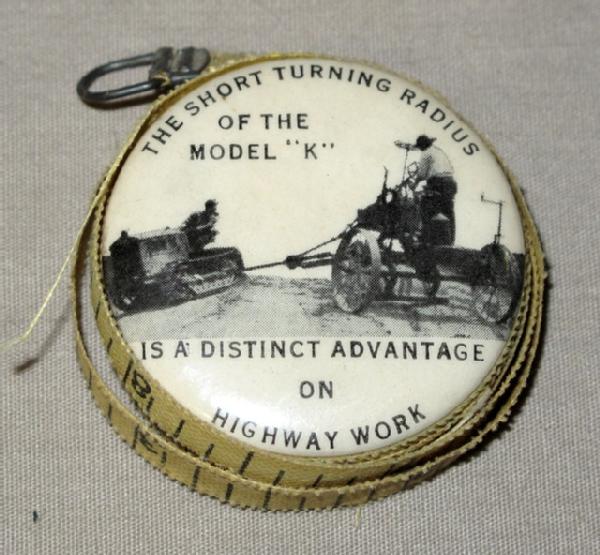 THE SHORT TURNING RADIUS
OF THE
MODEL "K"
IS A DISTINCT ADVANTAGE
ON
HIGHWAY WORK